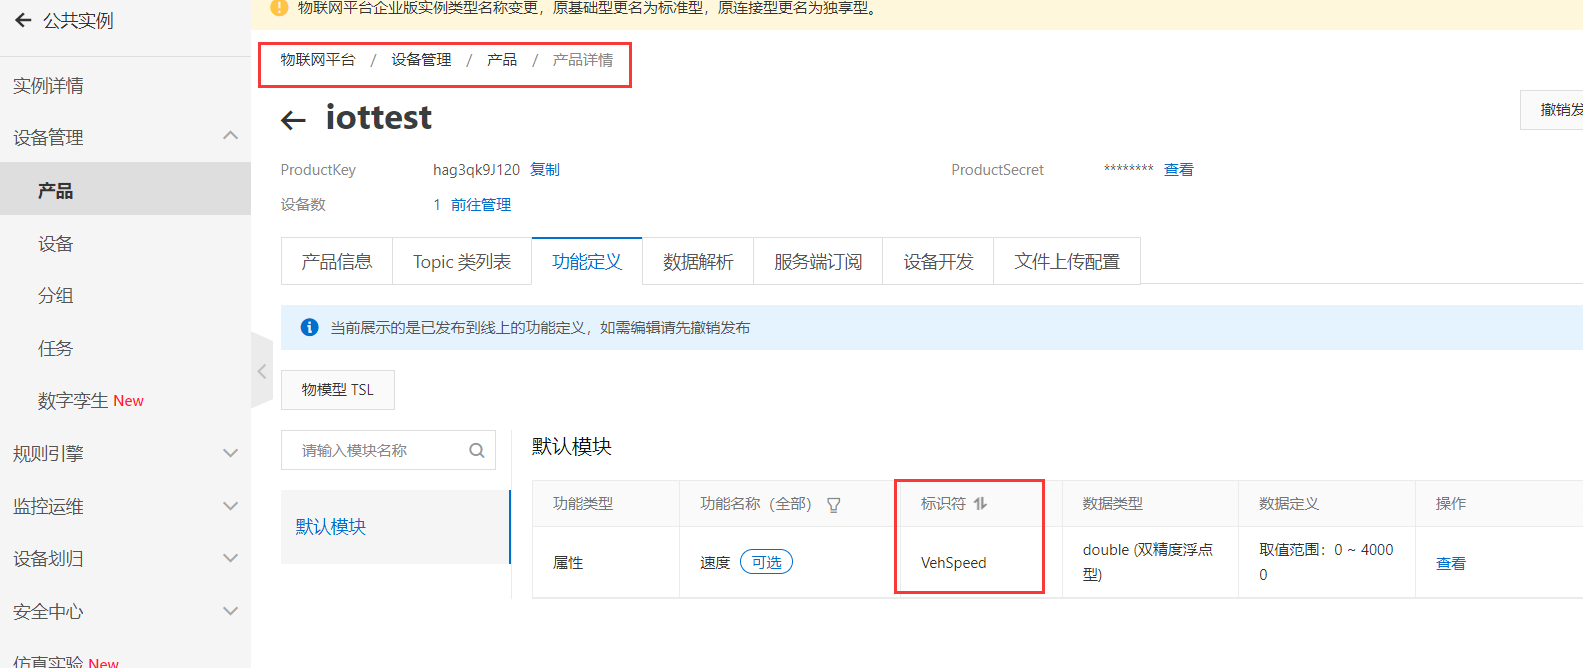 公共实例
物联网平台企业版实例类型名称变更，原基础型更名为标准型，原连接型更名为独享型。
实例详情
设备管理
产品
设备
分组
任务
数字孪生 New
规则引擎
监控运维
设备划归
安全中心
仿真实验 New
物联网平台 / 设备管理 / 产品 / 产品详情
iottest
撤销发
ProductKey hag3qk9J120 复制 ProductSecret ******** 查看
设备数 1 前往管理
产品信息 Topic 类列表 功能定义 数据解析 服务端订阅 设备开发 文件上传配置
当前展示的是已发布到线上的功能定义，如需编辑请先撤销发布
物模型 TSL
请输入模块名称
默认模块
默认模块
功能类型 功能名称（全部） 标识符 数据类型 数据定义 操作
属性 速度 可选 VehSpeed double (双精度浮点 取值范围：0 ~ 4000 查看
型) 0